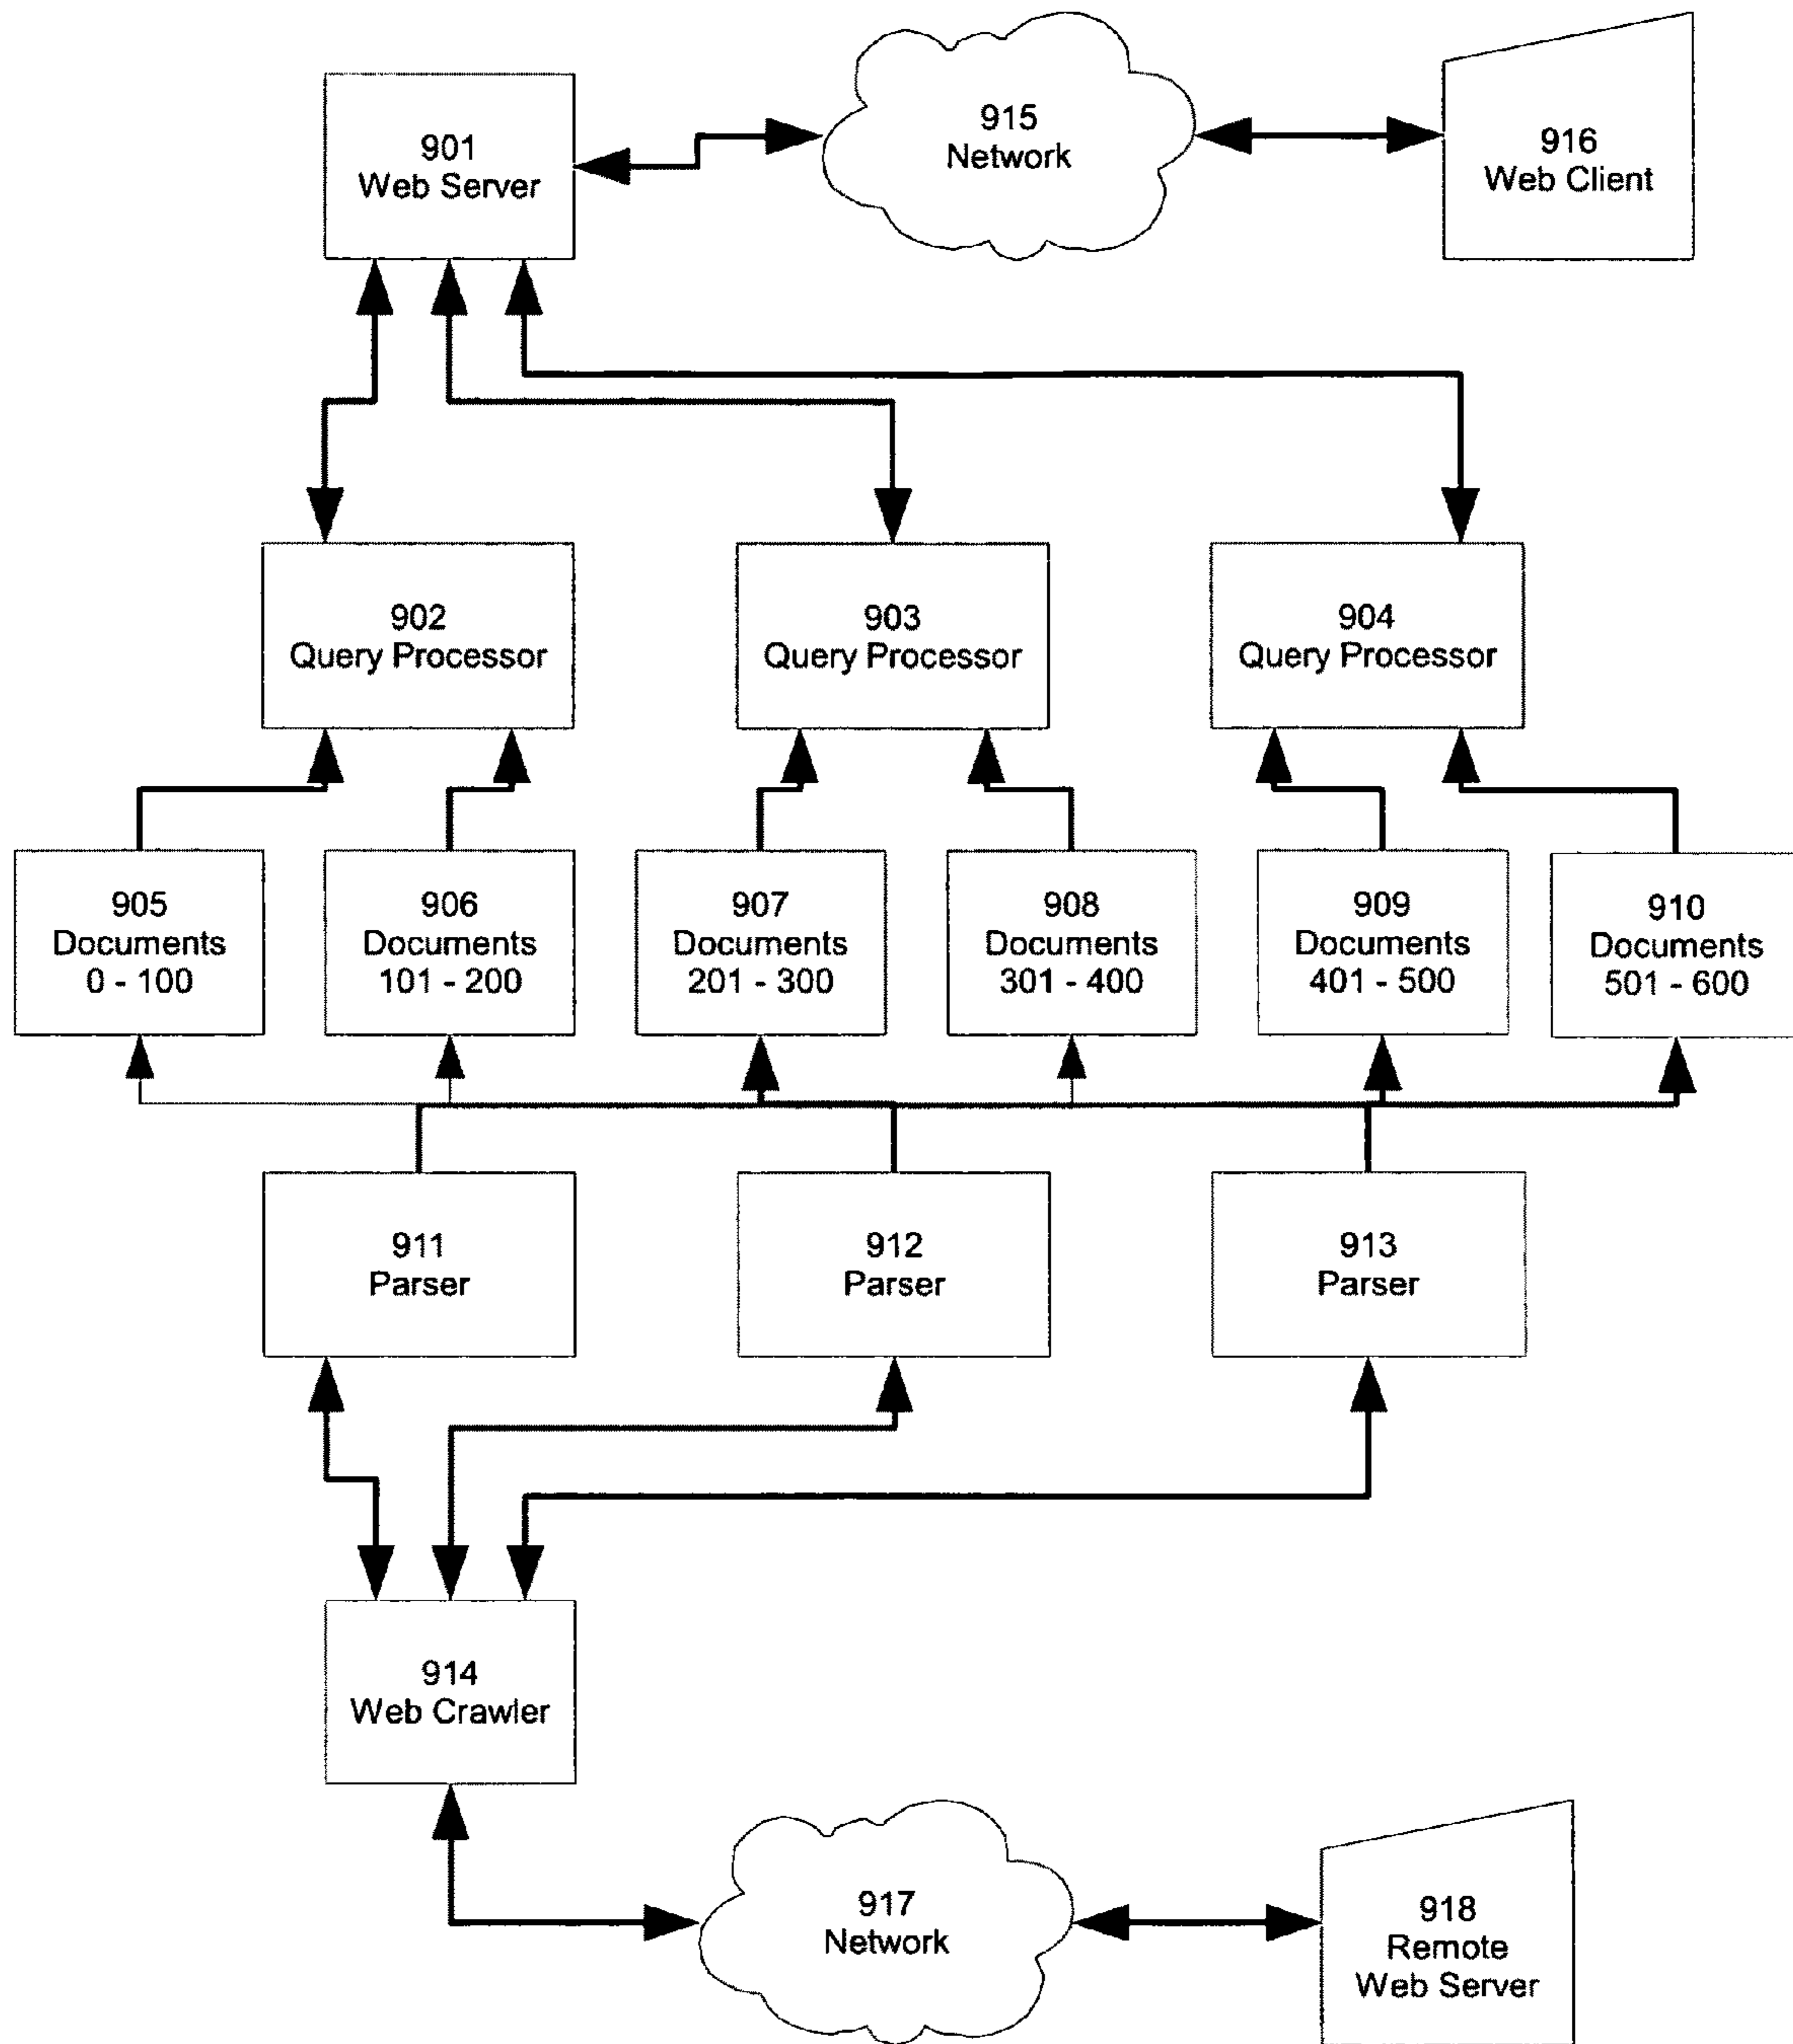 901
Web Server
915
Network
916
Web Client
902
Query Processor
903
Query Processor
904
Query Processor
905
Documents
0 - 100
906
Documents
101 - 200
907
Documents
201 - 300
908
Documents
301 - 400
909
Documents
401 - 500
910
Documents
501 - 600
911
Parser
912
Parser
913
Parser
914
Web Crawler
917
Network
918
Remote
Web Server